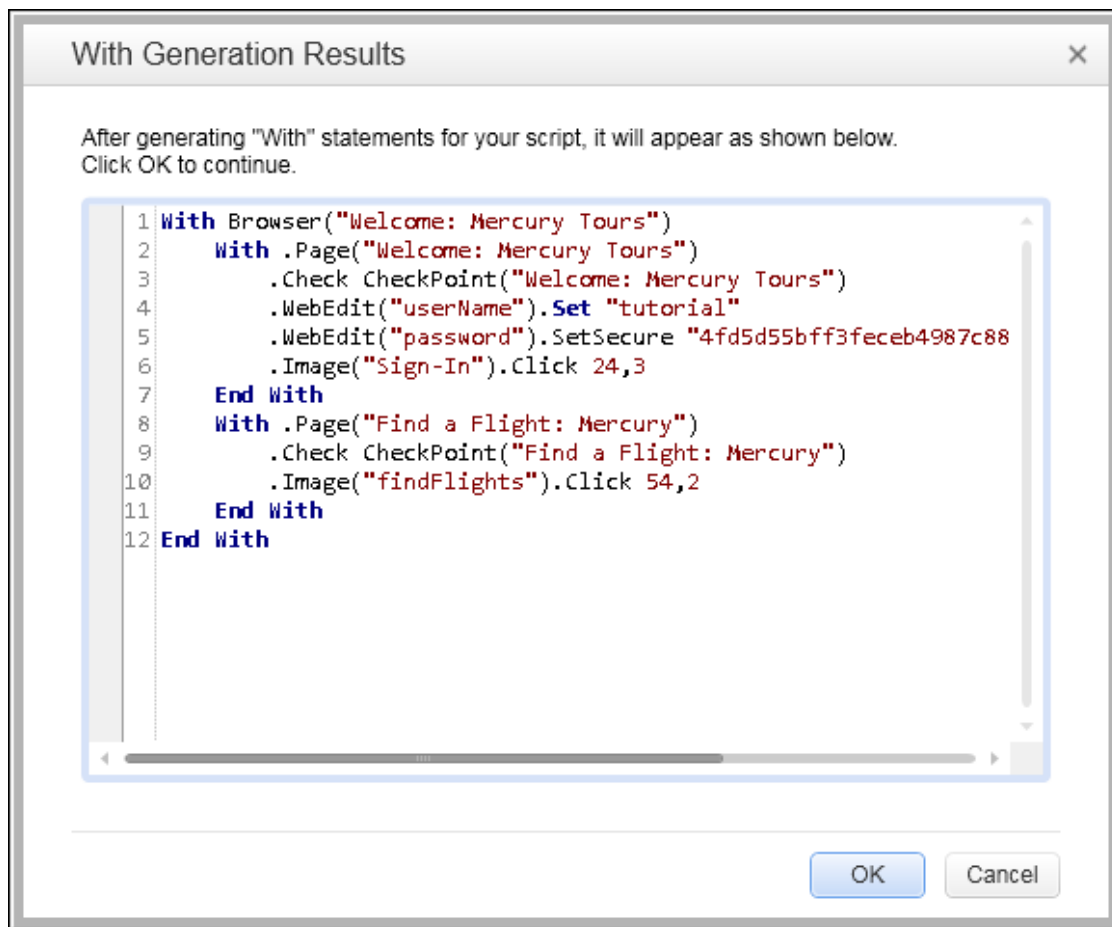 With Generation Results
After generating "With" statements for your script, it will appear as shown below.
Click OK to continue.
1 With Browser("Welcome: Mercury Tours")
2 With .Page("Welcome: Mercury Tours")
3 .Check CheckPoint("Welcome: Mercury Tours")
4 .WebEdit("userName").Set "tutorial"
5 .WebEdit("password").SetSecure "4fd5d55bff3feceb4987c88
6 .Image("Sign-In").Click 24,3
7 End With
8 With .Page("Find a Flight: Mercury")
9 .Check CheckPoint("Find a Flight: Mercury")
10 .Image("findFlights").Click 54,2
11 End With
12 End With
OK Cancel